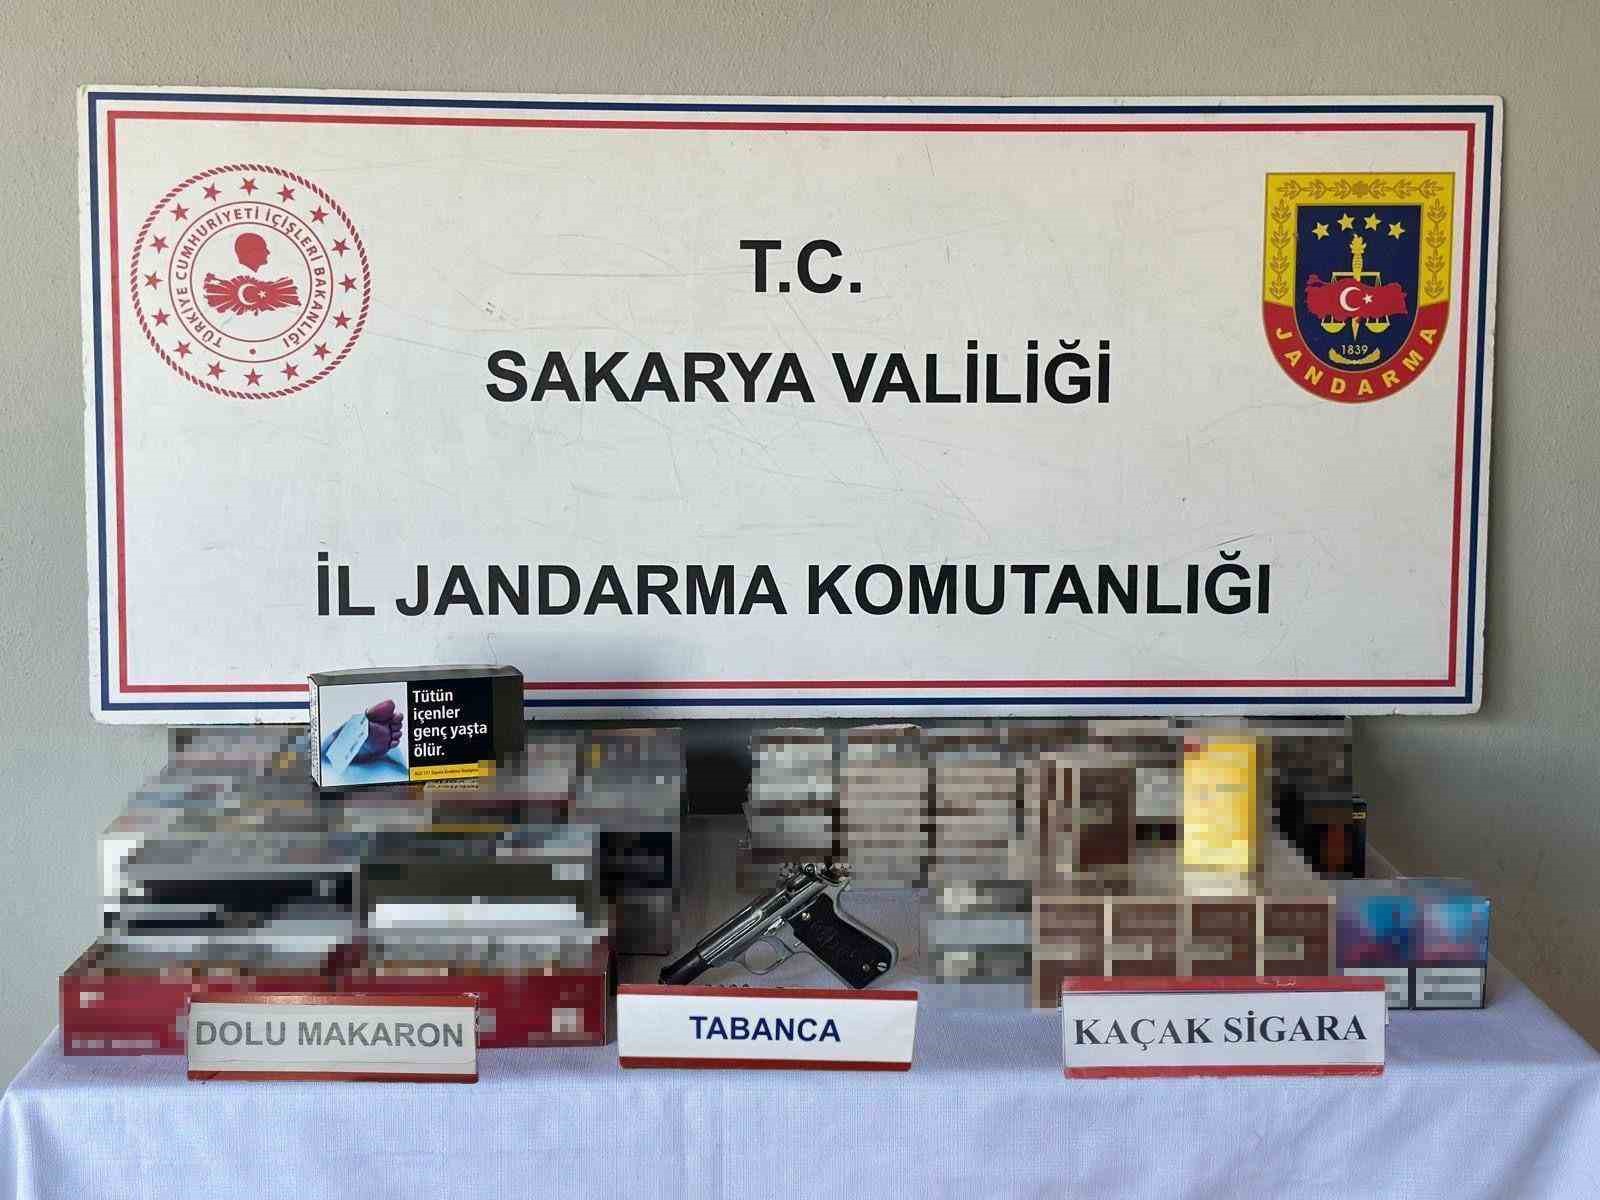 T.C.
SAKARYA VALİLİĞİ
İL JANDARMA KOMUTANLIĞI
TÜRKİYE CUMHURİYETİ İÇİŞLERİ BAKANLIĞI
1839
JANDARMA
Tütün
içenler
genç yaşta
ölür.
DOLU MAKARON
TABANCA
KAÇAK SİGARA